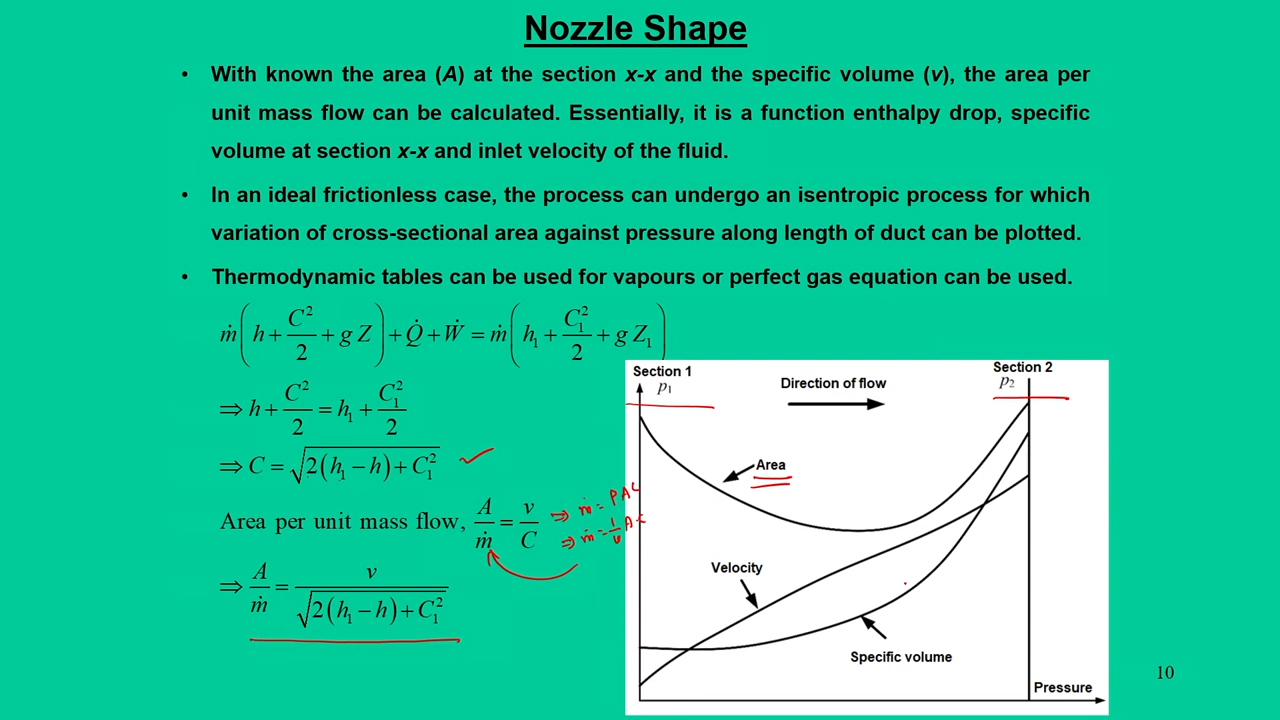 Nozzle Shape
• With known the area (A) at the section x-x and the specific volume (v), the area per
unit mass flow can be calculated. Essentially, it is a function enthalpy drop, specific
volume at section x-x and inlet velocity of the fluid.
• In an ideal frictionless case, the process can undergo an isentropic process for which
variation of cross-sectional area against pressure along length of duct can be plotted.
• Thermodynamic tables can be used for vapours or perfect gas equation can be used.
ṁ(h + C²/2 + g Z) + Q̇ + Ẇ = ṁ(h₁ + C₁²/2 + g Z₁)
⇒ h + C²/2 = h₁ + C₁²/2
⇒ C = √(2(h₁ − h) + C₁²)
Area per unit mass flow, A/ṁ = v/C
⇒ ṁ = ρAC
⇒ ṁ = 1/v AC
⇒ A/ṁ = v/√(2(h₁ − h) + C₁²)
Section 1
p₁
Direction of flow
Section 2
p₂
Area
Velocity
Specific volume
Pressure
10